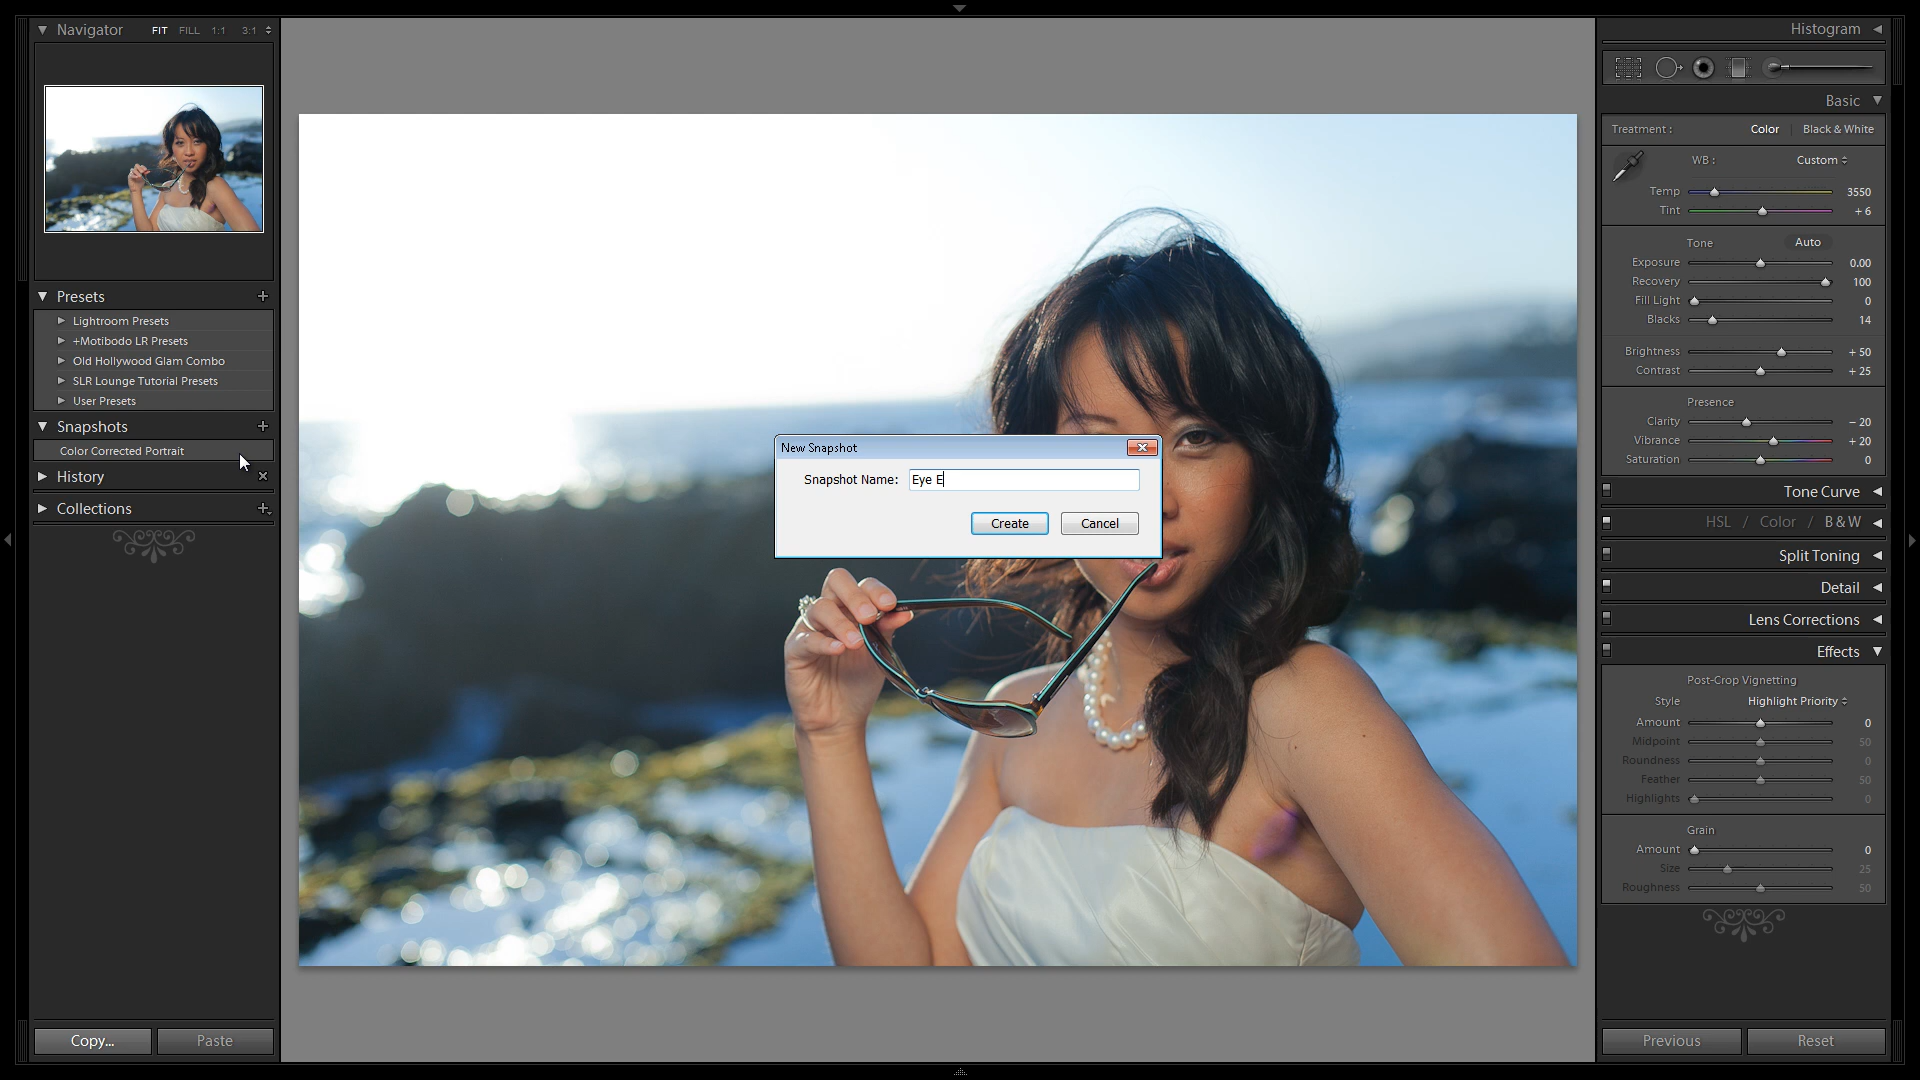 Navigator FIT FILL 1:1 3:1
Presets
Lightroom Presets
+Motibodo LR Presets
Old Hollywood Glam Combo
SLR Lounge Tutorial Presets
User Presets
Snapshots
Color Corrected Portrait
History
Collections
Copy... Paste
New Snapshot
Snapshot Name: Eye E
Create Cancel
Histogram
Basic
Treatment : Color Black & White
WB : Custom
Temp 3550
Tint + 6
Tone Auto
Exposure 0.00
Recovery 100
Fill Light 0
Blacks 14
Brightness + 50
Contrast + 25
Presence
Clarity − 20
Vibrance + 20
Saturation 0
Tone Curve
HSL / Color / B & W
Split Toning
Detail
Lens Corrections
Effects
Post-Crop Vignetting
Style Highlight Priority
Amount 0
Midpoint 50
Roundness 0
Feather 50
Highlights 0
Grain
Amount 0
Size 25
Roughness 50
Previous Reset